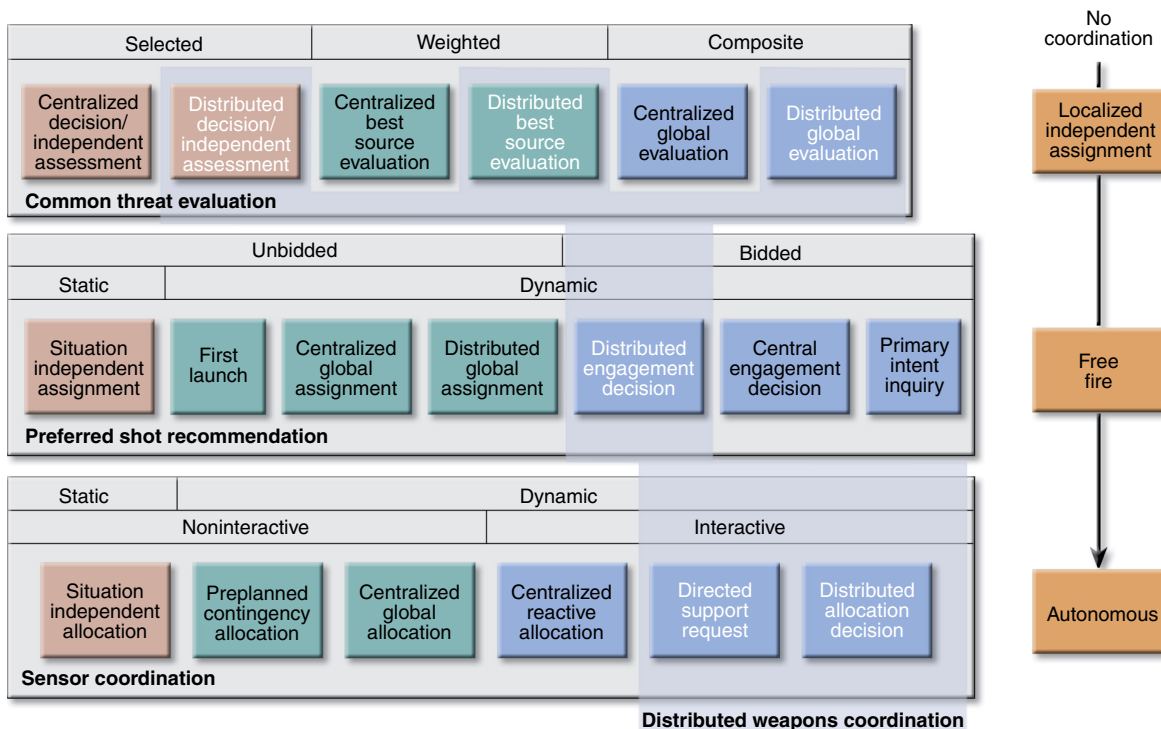 Selected
Weighted
Composite
Centralized
decision/
independent
assessment
Distributed
decision/
independent
assessment
Centralized
best
source
evaluation
Distributed
best
source
evaluation
Centralized
global
evaluation
Distributed
global
evaluation
Common threat evaluation
Unbidded
Bidded
Static
Dynamic
Situation
independent
assignment
First
launch
Centralized
global
assignment
Distributed
global
assignment
Distributed
engagement
decision
Central
engagement
decision
Primary
intent
inquiry
Preferred shot recommendation
Static
Dynamic
Noninteractive
Interactive
Situation
independent
allocation
Preplanned
contingency
allocation
Centralized
global
allocation
Centralized
reactive
allocation
Directed
support
request
Distributed
allocation
decision
Sensor coordination
Distributed weapons coordination
No
coordination
Localized
independent
assignment
Free
fire
Autonomous